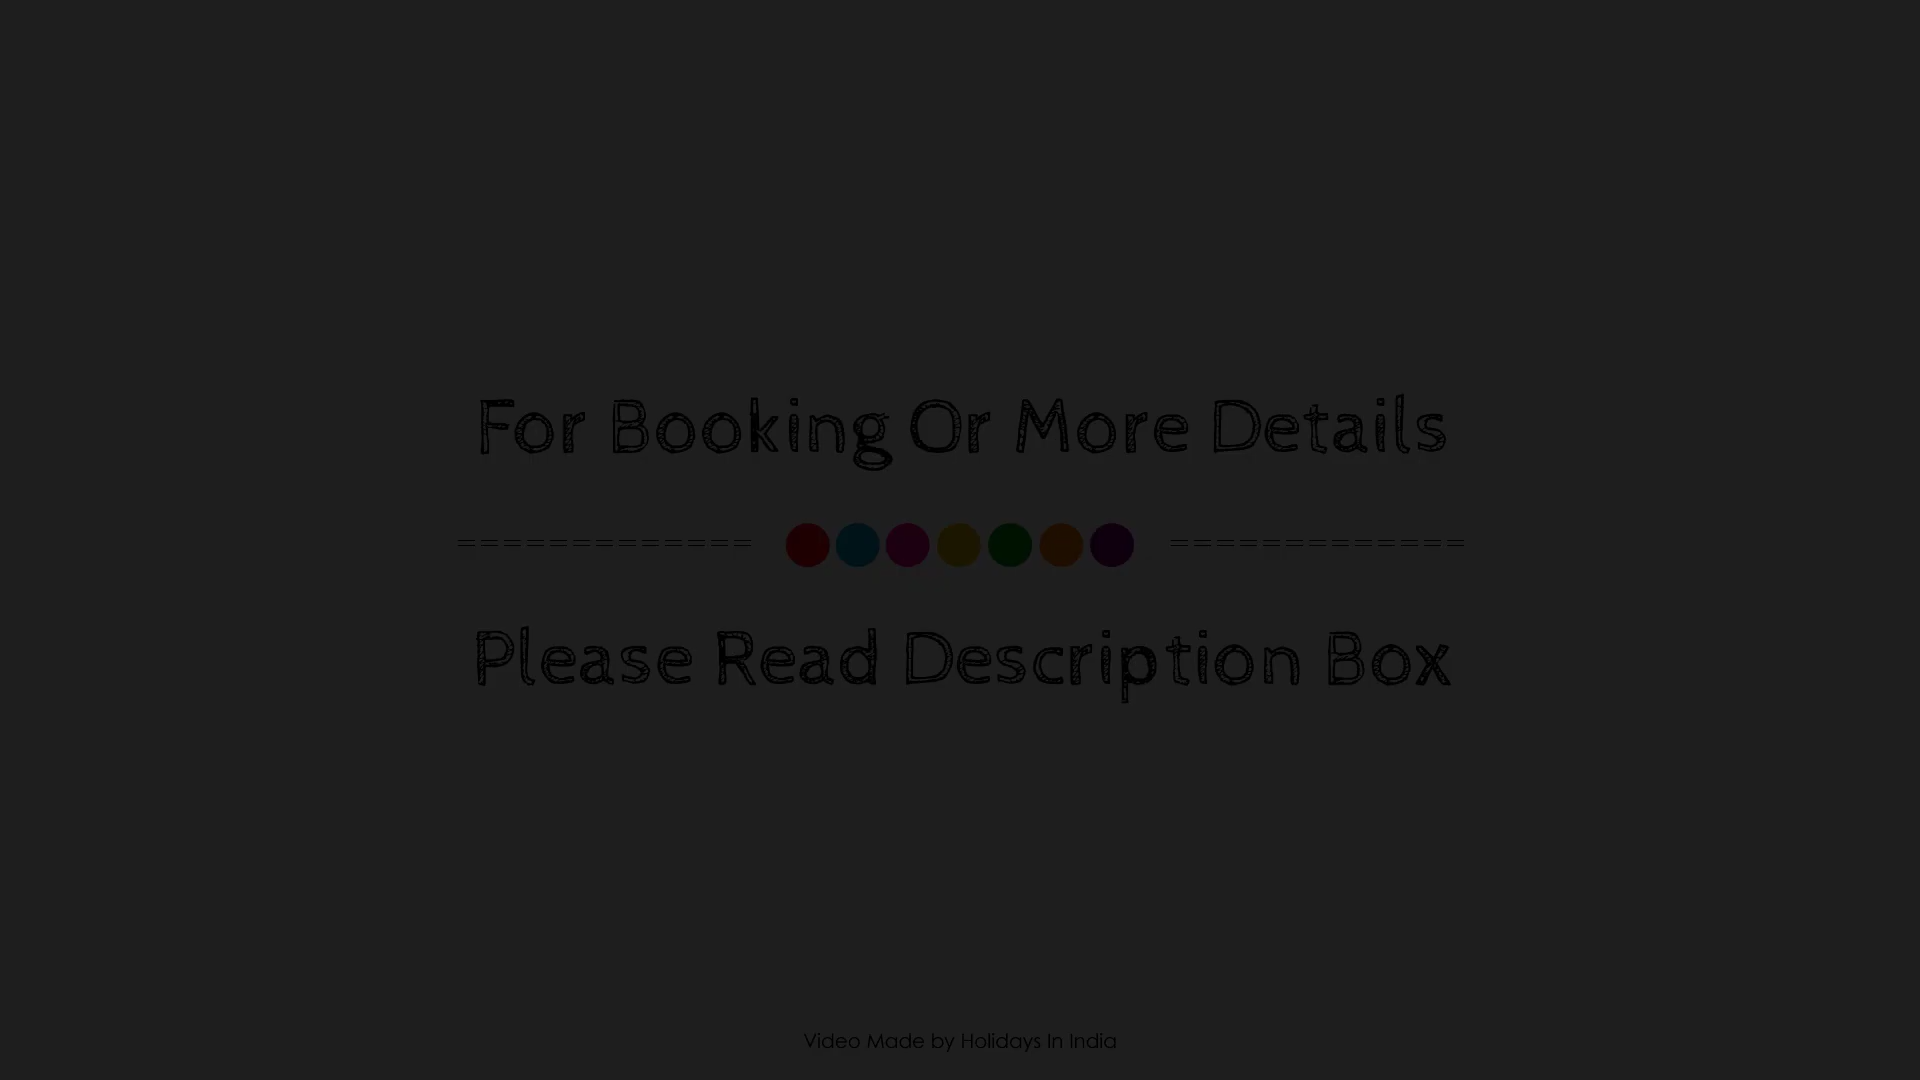 For Booking Or More Details
============= =============
Please Read Description Box
Video Made by Holidays In India